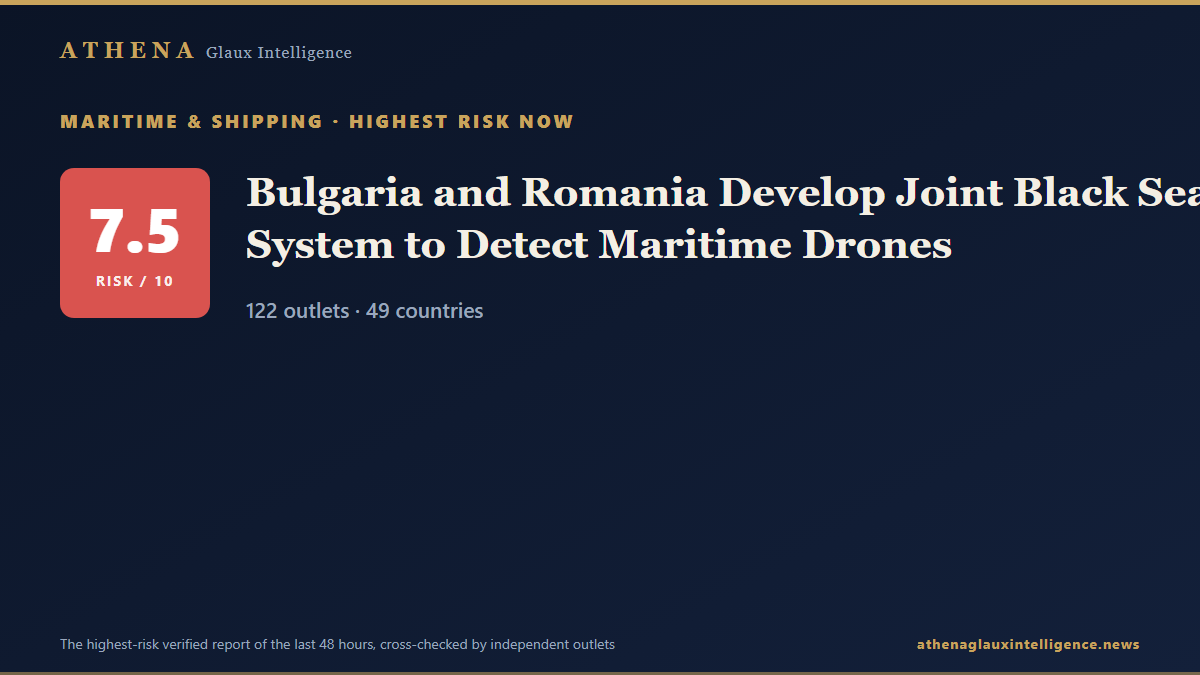 ATHENA Glaux Intelligence
MARITIME & SHIPPING · HIGHEST RISK NOW
7.5
RISK / 10
Bulgaria and Romania Develop Joint Black Sea
System to Detect Maritime Drones
122 outlets · 49 countries
The highest-risk verified report of the last 48 hours, cross-checked by independent outlets
athenaglauxintelligence.news